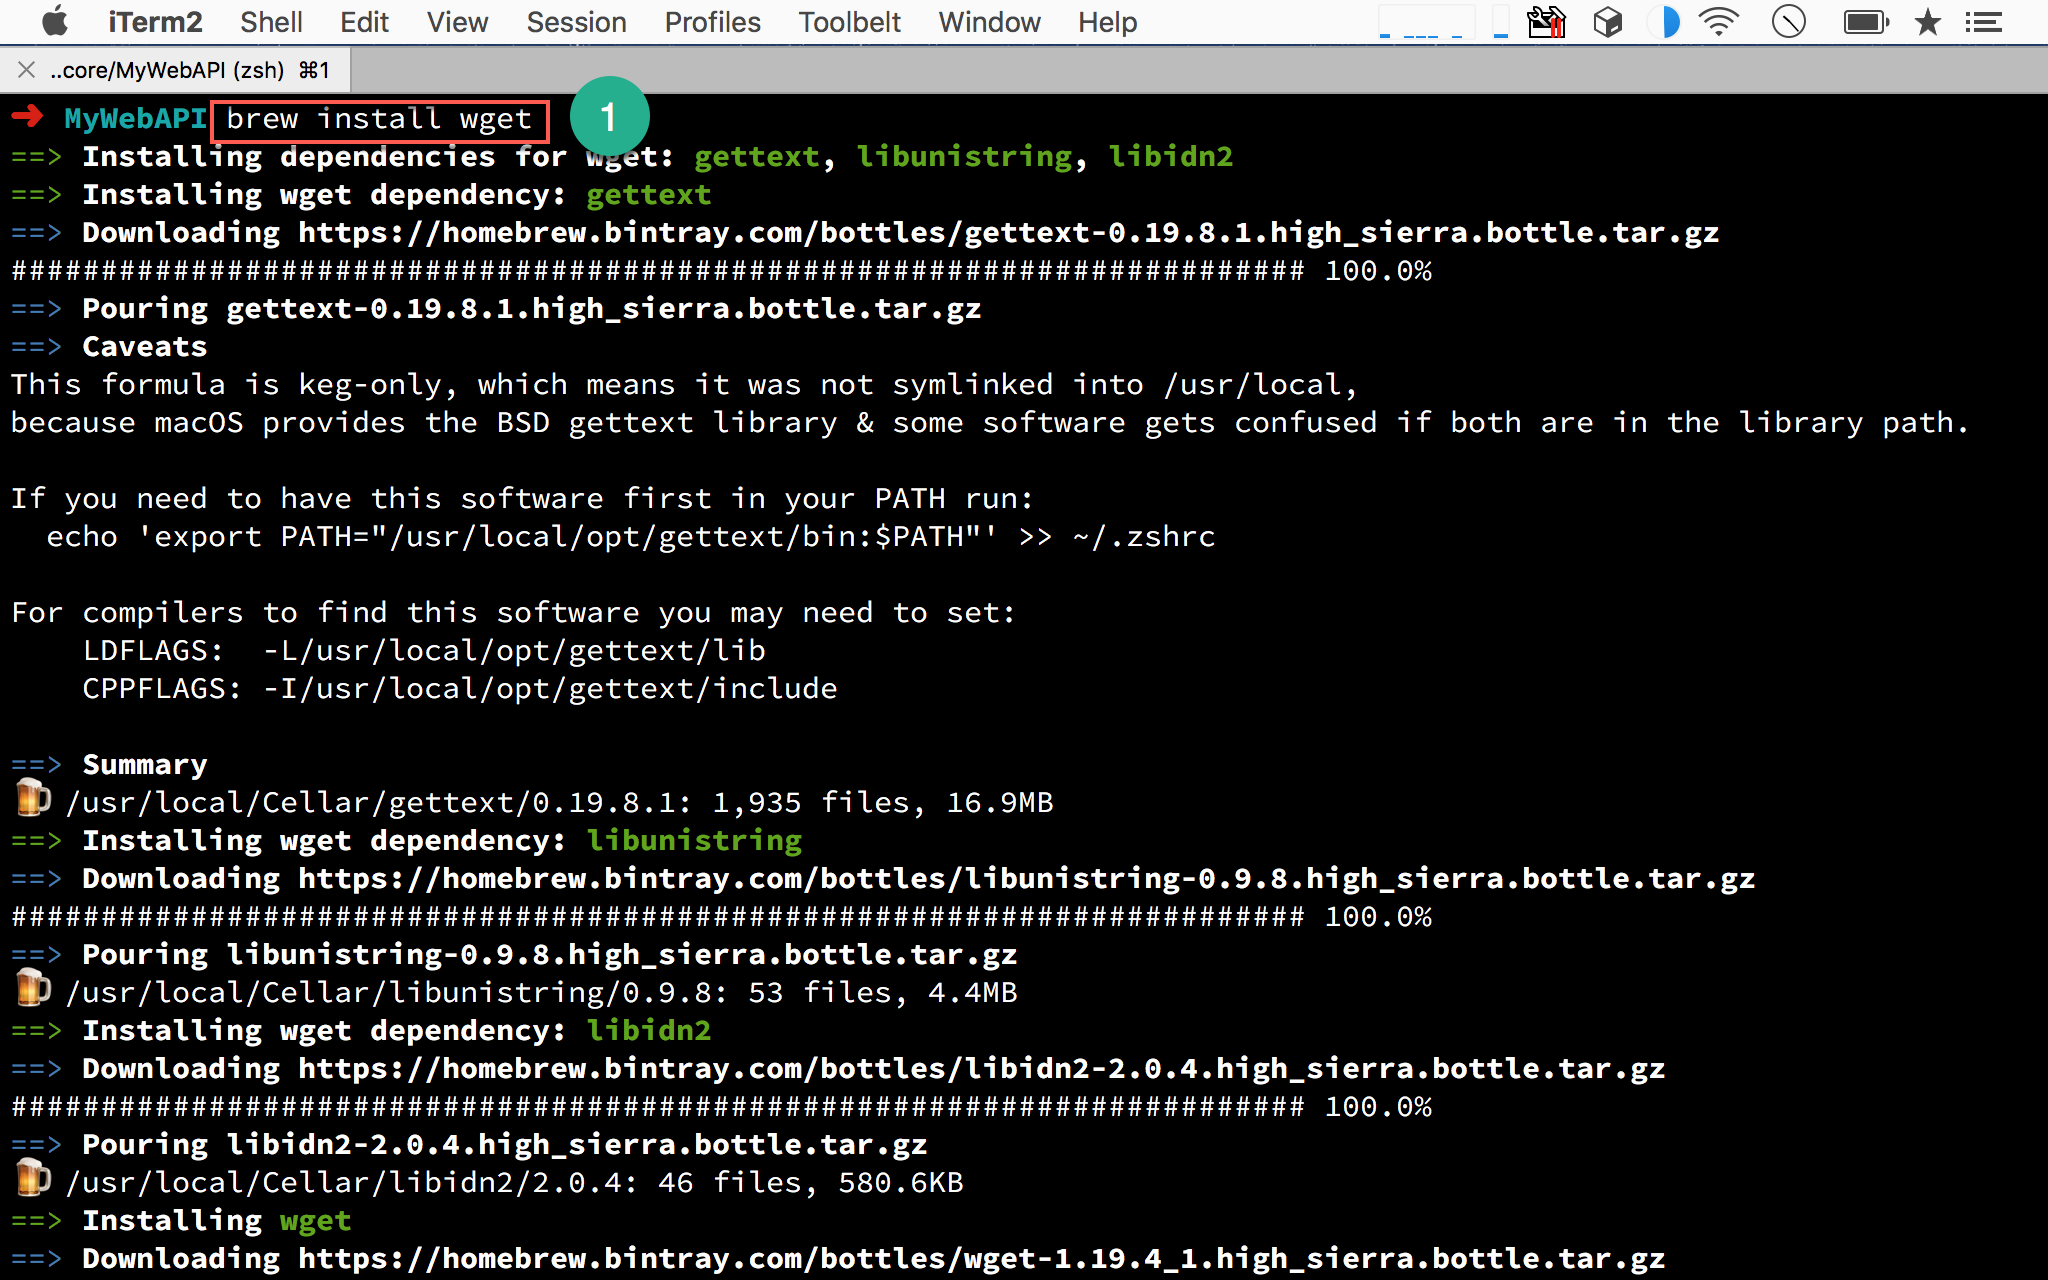 iTerm2 Shell Edit View Session Profiles Toolbelt Window Help
..core/MyWebAPI (zsh) ⌘1
➜ MyWebAPI brew install wget 1
==> Installing dependencies for wget: gettext, libunistring, libidn2
==> Installing wget dependency: gettext
==> Downloading https://homebrew.bintray.com/bottles/gettext-0.19.8.1.high_sierra.bottle.tar.gz
######################################################################## 100.0%
==> Pouring gettext-0.19.8.1.high_sierra.bottle.tar.gz
==> Caveats
This formula is keg-only, which means it was not symlinked into /usr/local,
because macOS provides the BSD gettext library & some software gets confused if both are in the library path.
If you need to have this software first in your PATH run:
echo 'export PATH="/usr/local/opt/gettext/bin:$PATH"' >> ~/.zshrc
For compilers to find this software you may need to set:
LDFLAGS: -L/usr/local/opt/gettext/lib
CPPFLAGS: -I/usr/local/opt/gettext/include
==> Summary
🍺 /usr/local/Cellar/gettext/0.19.8.1: 1,935 files, 16.9MB
==> Installing wget dependency: libunistring
==> Downloading https://homebrew.bintray.com/bottles/libunistring-0.9.8.high_sierra.bottle.tar.gz
######################################################################## 100.0%
==> Pouring libunistring-0.9.8.high_sierra.bottle.tar.gz
🍺 /usr/local/Cellar/libunistring/0.9.8: 53 files, 4.4MB
==> Installing wget dependency: libidn2
==> Downloading https://homebrew.bintray.com/bottles/libidn2-2.0.4.high_sierra.bottle.tar.gz
######################################################################## 100.0%
==> Pouring libidn2-2.0.4.high_sierra.bottle.tar.gz
🍺 /usr/local/Cellar/libidn2/2.0.4: 46 files, 580.6KB
==> Installing wget
==> Downloading https://homebrew.bintray.com/bottles/wget-1.19.4_1.high_sierra.bottle.tar.gz